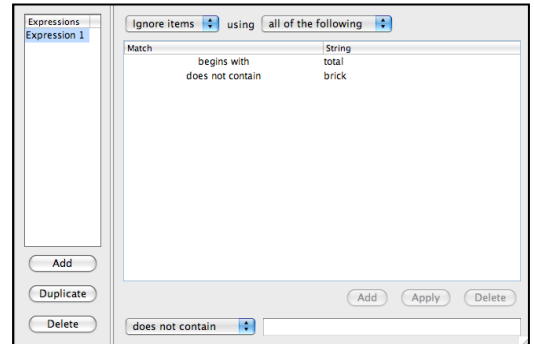 Expressions
Expression 1
Add
Duplicate
Delete
Ignore items using all of the following
Match String
begins with total
does not contain brick
Add Apply Delete
does not contain